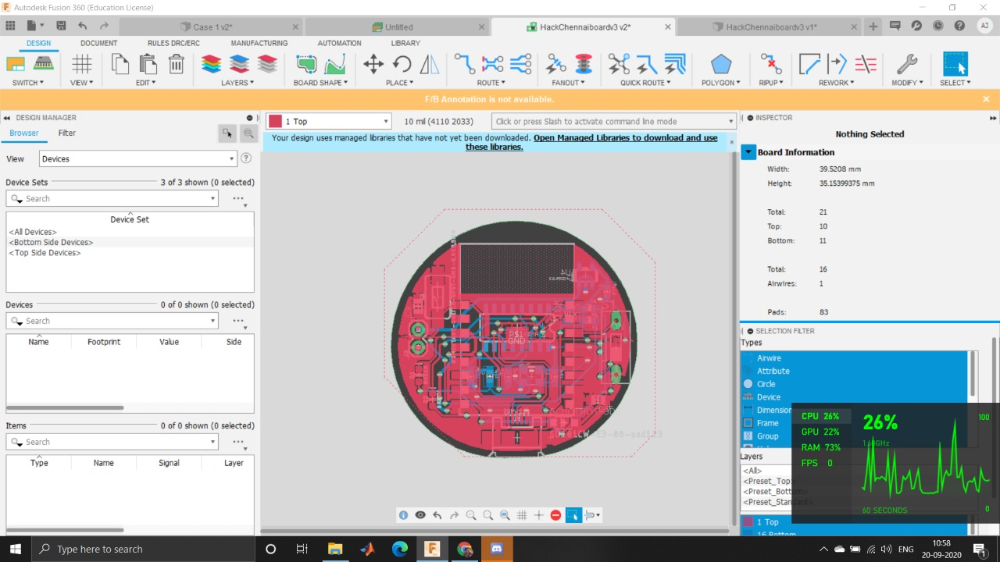 Autodesk Fusion 360 (Education License)
Case 1 v2*
Untitled
HackChennaiboardv3 v2*
HackChennaiboardv3 v1*
AJ
DESIGN
DOCUMENT
RULES DRC/ERC
MANUFACTURING
AUTOMATION
LIBRARY
SWITCH
VIEW
EDIT
LAYERS
BOARD SHAPE
PLACE
ROUTE
FANOUT
QUICK ROUTE
POLYGON
RIPUP
REWORK
MODIFY
SELECT
F/B Annotation is not available.
DESIGN MANAGER
Browser
Filter
View
Devices
Device Sets
3 of 3 shown (0 selected)
Search
Device Set
<All Devices>
<Bottom Side Devices>
<Top Side Devices>
Devices
0 of 0 shown (0 selected)
Search
Name
Footprint
Value
Side
Items
0 of 0 shown (0 selected)
Search
Type
Name
Signal
Layer
1 Top
10 mil (4110 2033)
Click or press Slash to activate command line mode
Your design uses managed libraries that have not yet been downloaded. Open Managed Libraries to download and use
these libraries.
GND
INSPECTOR
Nothing Selected
Board Information
Width:
39.5208 mm
Height:
35.15399375 mm
Total:
21
Top:
10
Bottom:
11
Total:
16
Airwires:
1
Pads:
83
SELECTION FILTER
Types
Airwire
Attribute
Circle
Device
Dimension
Frame
Group
Layers
<All>
<Preset_Top>
<Preset_Bottom>
<Preset_Standard>
1 Top
16 Bottom
CPU 26%
GPU 22%
RAM 73%
FPS 0
26%
100
60 SECONDS
0
Type here to search
ENG
10:58
20-09-2020
1